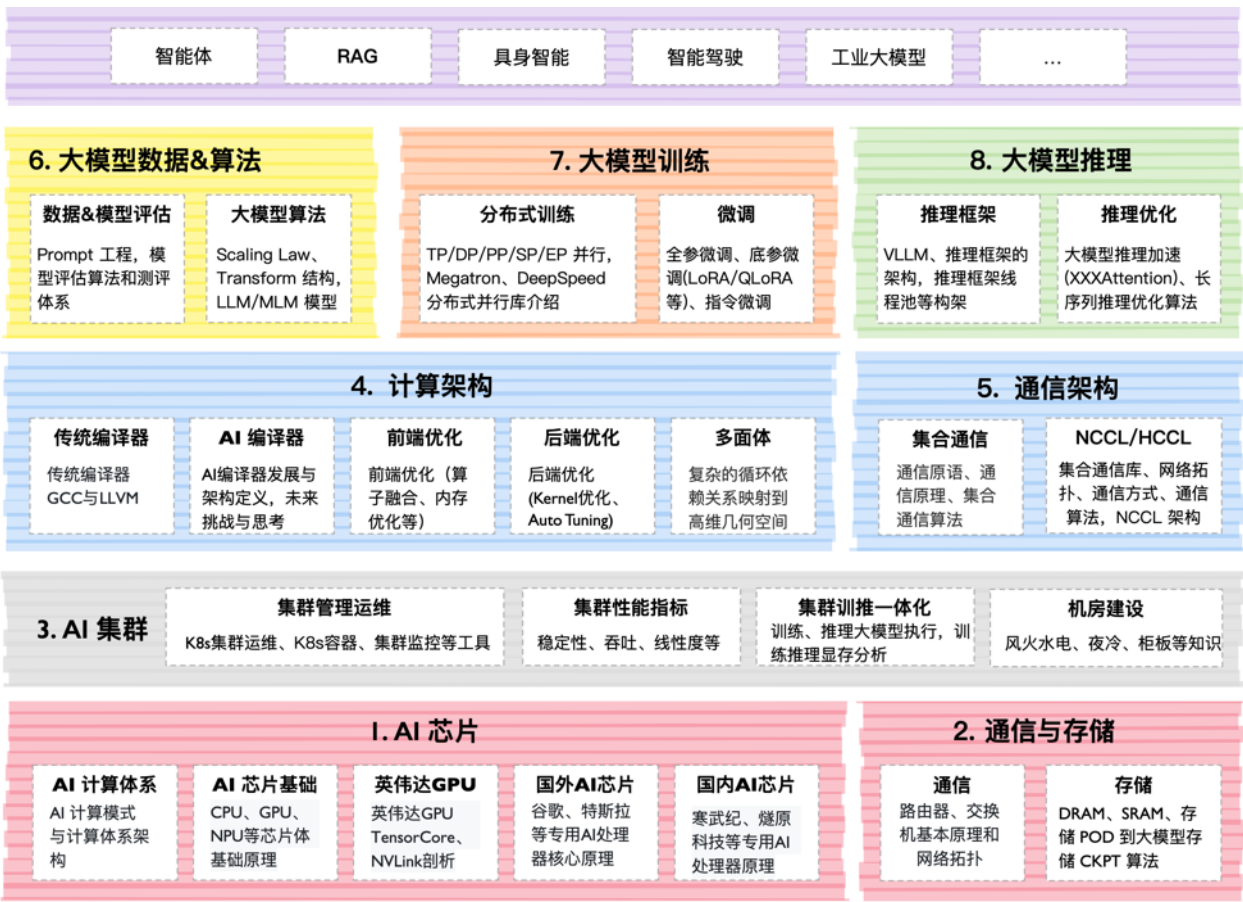 智能体
RAG
具身智能
智能驾驶
工业大模型
...
6. 大模型数据&算法
数据&模型评估
Prompt 工程，模
型评估算法和测评
体系
大模型算法
Scaling Law、
Transform 结构，
LLM/MLM 模型
7. 大模型训练
分布式训练
TP/DP/PP/SP/EP 并行，
Megatron、DeepSpeed
分布式并行库介绍
微调
全参微调、底参微
调(LoRA/QLoRA
等)、指令微调
8. 大模型推理
推理框架
VLLM、推理框架的
架构，推理框架线
程池等构架
推理优化
大模型推理加速
(XXXAttention)、长
序列推理优化算法
4. 计算架构
传统编译器
传统编译器
GCC与LLVM
AI 编译器
AI编译器发展与
架构定义，未来
挑战与思考
前端优化
前端优化（算
子融合、内存
优化等）
后端优化
后端优化
(Kernel优化、
Auto Tuning)
多面体
复杂的循环依
赖关系映射到
高维几何空间
5. 通信架构
集合通信
通信原语、通
信原理、集合
通信算法
NCCL/HCCL
集合通信库、网络拓
扑、通信方式、通信
算法，NCCL 架构
3. AI 集群
集群管理运维
K8s集群运维、K8s容器、集群监控等工具
集群性能指标
稳定性、吞吐、线性度等
集群训推一体化
训练、推理大模型执行，训
练推理显存分析
机房建设
风火水电、夜冷、柜板等知识
1. AI 芯片
AI 计算体系
AI 计算模式
与计算体系架
构
AI 芯片基础
CPU、GPU、
NPU等芯片体
基础原理
英伟达GPU
英伟达GPU
TensorCore、
NVLink剖析
国外AI芯片
谷歌、特斯拉
等专用AI处理
器核心原理
国内AI芯片
寒武纪、燧原
科技等专用AI
处理器原理
2. 通信与存储
通信
路由器、交换
机基本原理和
网络拓扑
存储
DRAM、SRAM、存
储 POD 到大模型存
储 CKPT 算法